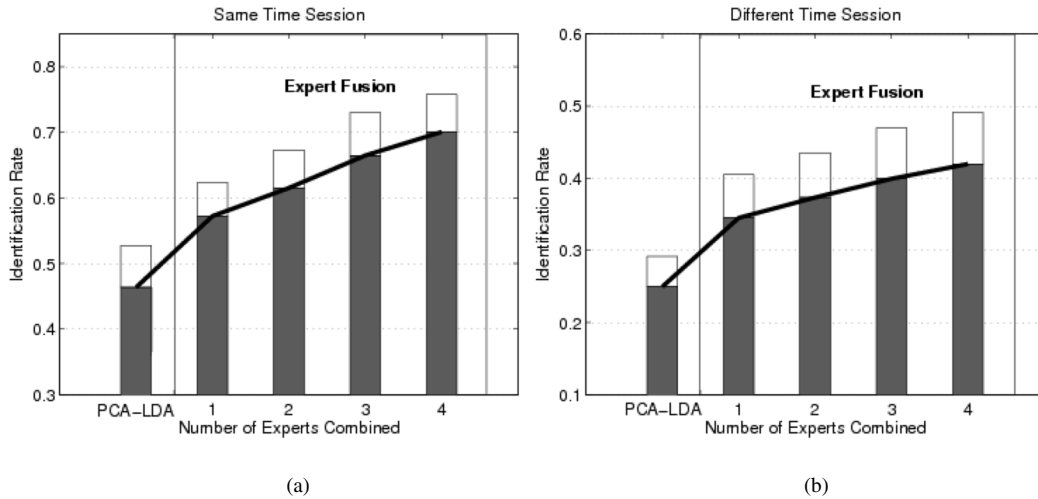 Same Time Session
0.8
0.7
0.6
0.5
0.4
0.3
Identification Rate
Expert Fusion
PCA-LDA 1 2 3 4
Number of Experts Combined
(a)
Different Time Session
0.6
0.5
0.4
0.3
0.2
0.1
Identification Rate
Expert Fusion
PCA-LDA 1 2 3 4
Number of Experts Combined
(b)